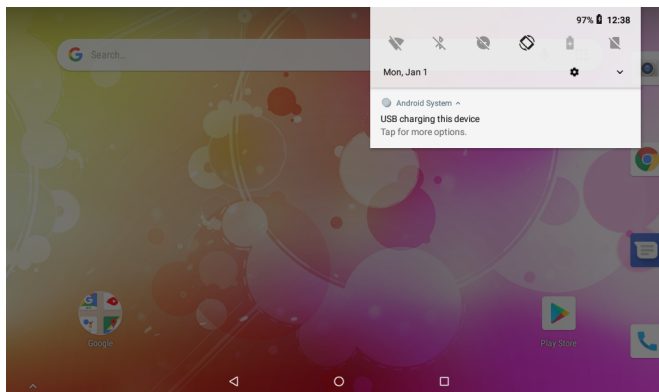 97% 12:38
Search...
Mon, Jan 1
Android System
USB charging this device
Tap for more options.
Google
Play Store